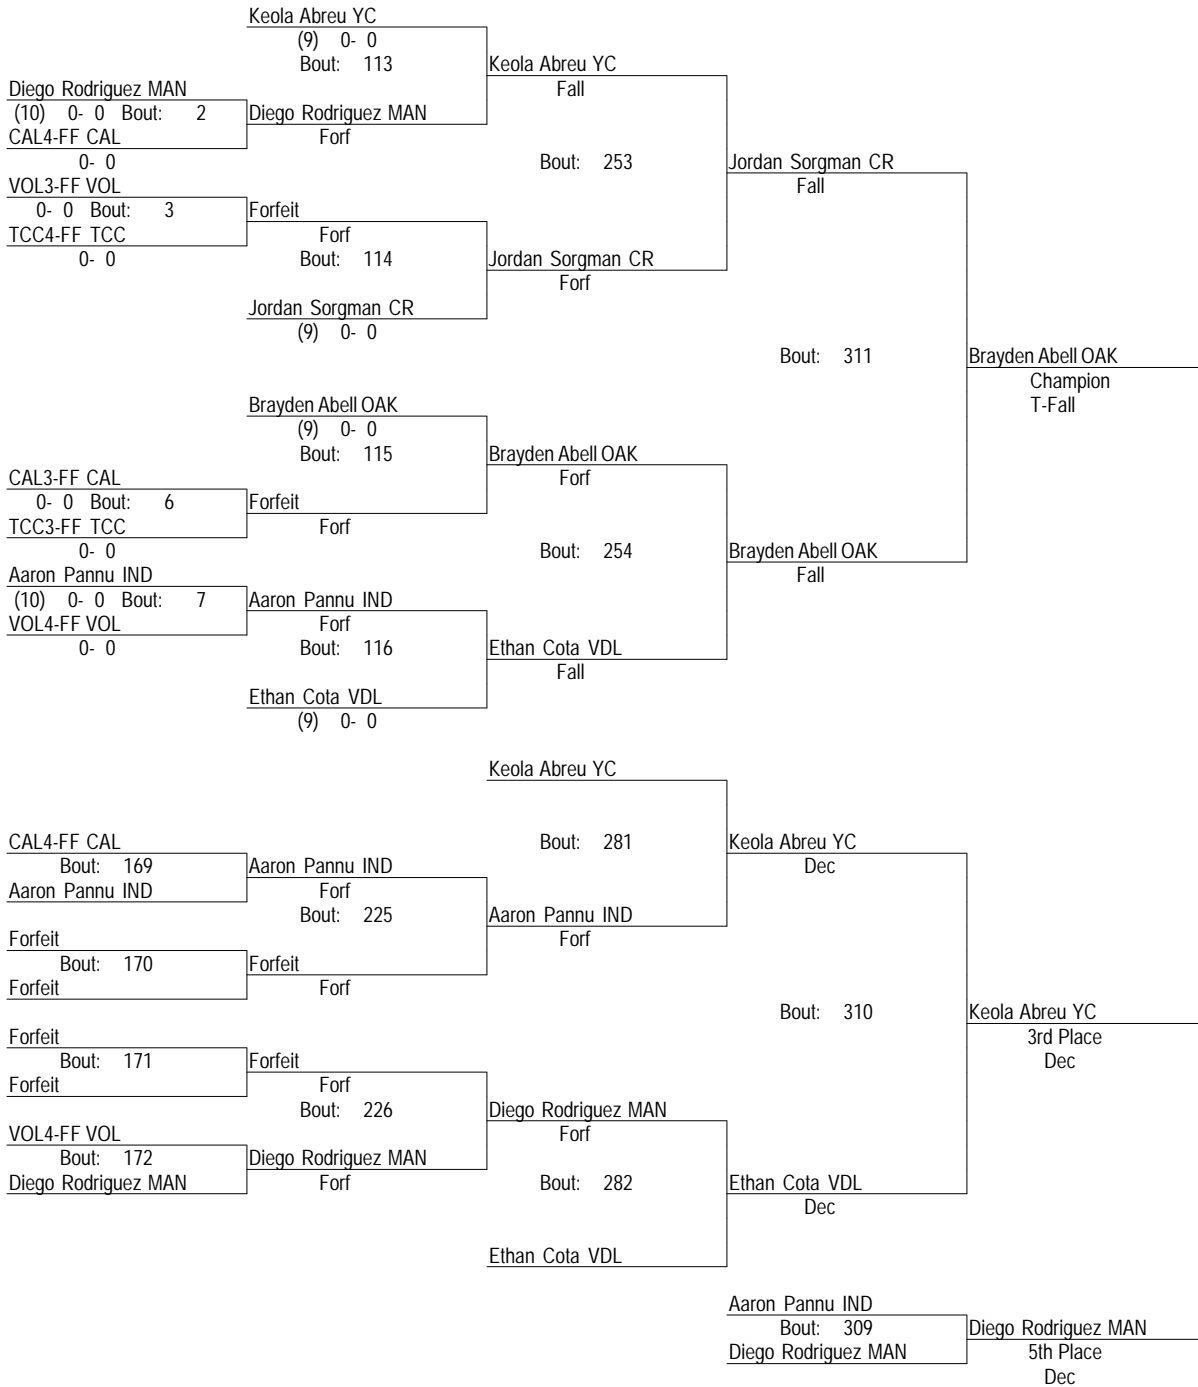 Keola Abreu YC
(9) 0- 0
Bout: 113
Keola Abreu YC
Fall
Diego Rodriguez MAN
(10) 0- 0 Bout: 2
Diego Rodriguez MAN
Forf
CAL4-FF CAL
0- 0
Bout: 253
Jordan Sorgman CR
Fall
VOL3-FF VOL
0- 0 Bout: 3
Forfeit
Forf
TCC4-FF TCC
0- 0
Bout: 114
Jordan Sorgman CR
Forf
Jordan Sorgman CR
(9) 0- 0
Bout: 311
Brayden Abell OAK
Champion
T-Fall
Brayden Abell OAK
(9) 0- 0
Bout: 115
Brayden Abell OAK
Forf
CAL3-FF CAL
0- 0 Bout: 6
Forfeit
Forf
TCC3-FF TCC
0- 0
Bout: 254
Brayden Abell OAK
Fall
Aaron Pannu IND
(10) 0- 0 Bout: 7
Aaron Pannu IND
Forf
VOL4-FF VOL
0- 0
Bout: 116
Ethan Cota VDL
Fall
Ethan Cota VDL
(9) 0- 0
Keola Abreu YC
Bout: 281
Keola Abreu YC
Dec
CAL4-FF CAL
Bout: 169
Aaron Pannu IND
Forf
Aaron Pannu IND
Bout: 225
Aaron Pannu IND
Forf
Forfeit
Bout: 170
Forfeit
Forf
Forfeit
Bout: 310
Keola Abreu YC
3rd Place
Dec
Forfeit
Bout: 171
Forfeit
Forf
Forfeit
Bout: 226
Diego Rodriguez MAN
Forf
VOL4-FF VOL
Bout: 172
Diego Rodriguez MAN
Forf
Diego Rodriguez MAN
Bout: 282
Ethan Cota VDL
Dec
Ethan Cota VDL
Aaron Pannu IND
Bout: 309
Diego Rodriguez MAN
Diego Rodriguez MAN
5th Place
Dec